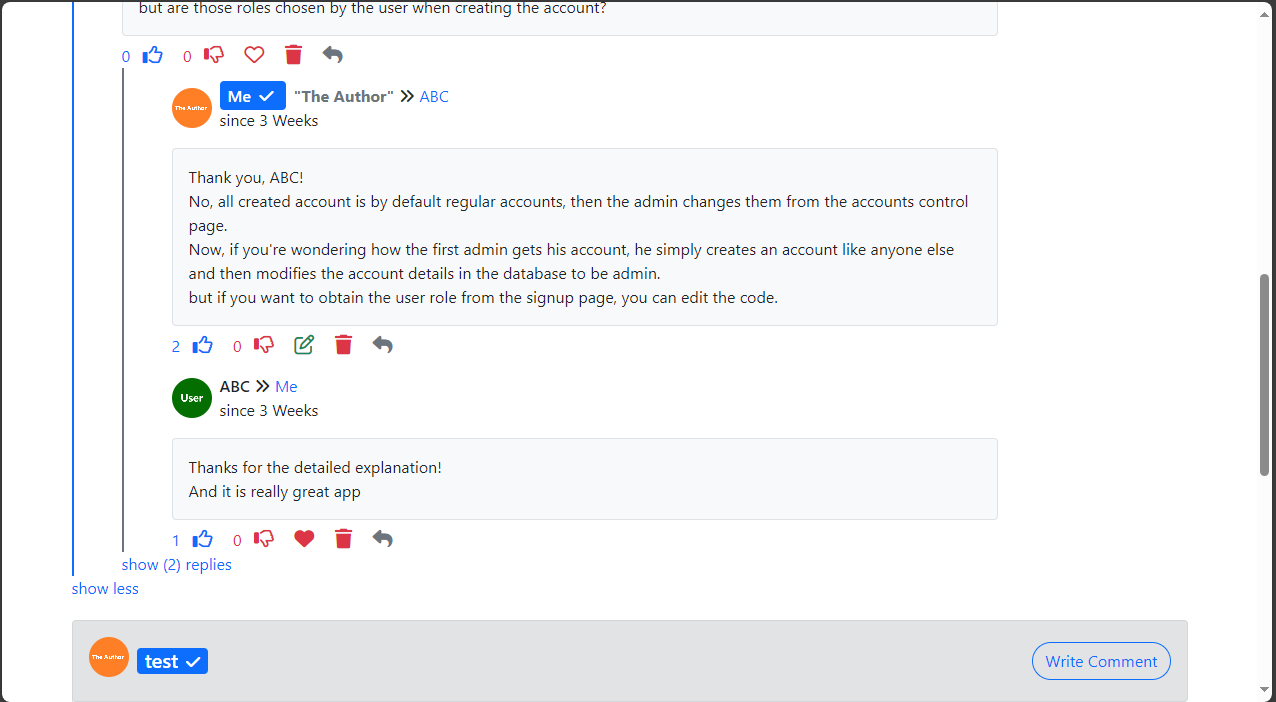 but are those roles chosen by the user when creating the account?
0 0
The Author Me "The Author" ABC
since 3 Weeks
Thank you, ABC!
No, all created account is by default regular accounts, then the admin changes them from the accounts control
page.
Now, if you're wondering how the first admin gets his account, he simply creates an account like anyone else
and then modifies the account details in the database to be admin.
but if you want to obtain the user role from the signup page, you can edit the code.
2 0
User ABC Me
since 3 Weeks
Thanks for the detailed explanation!
And it is really great app
1 0
show (2) replies
show less
The Author test Write Comment